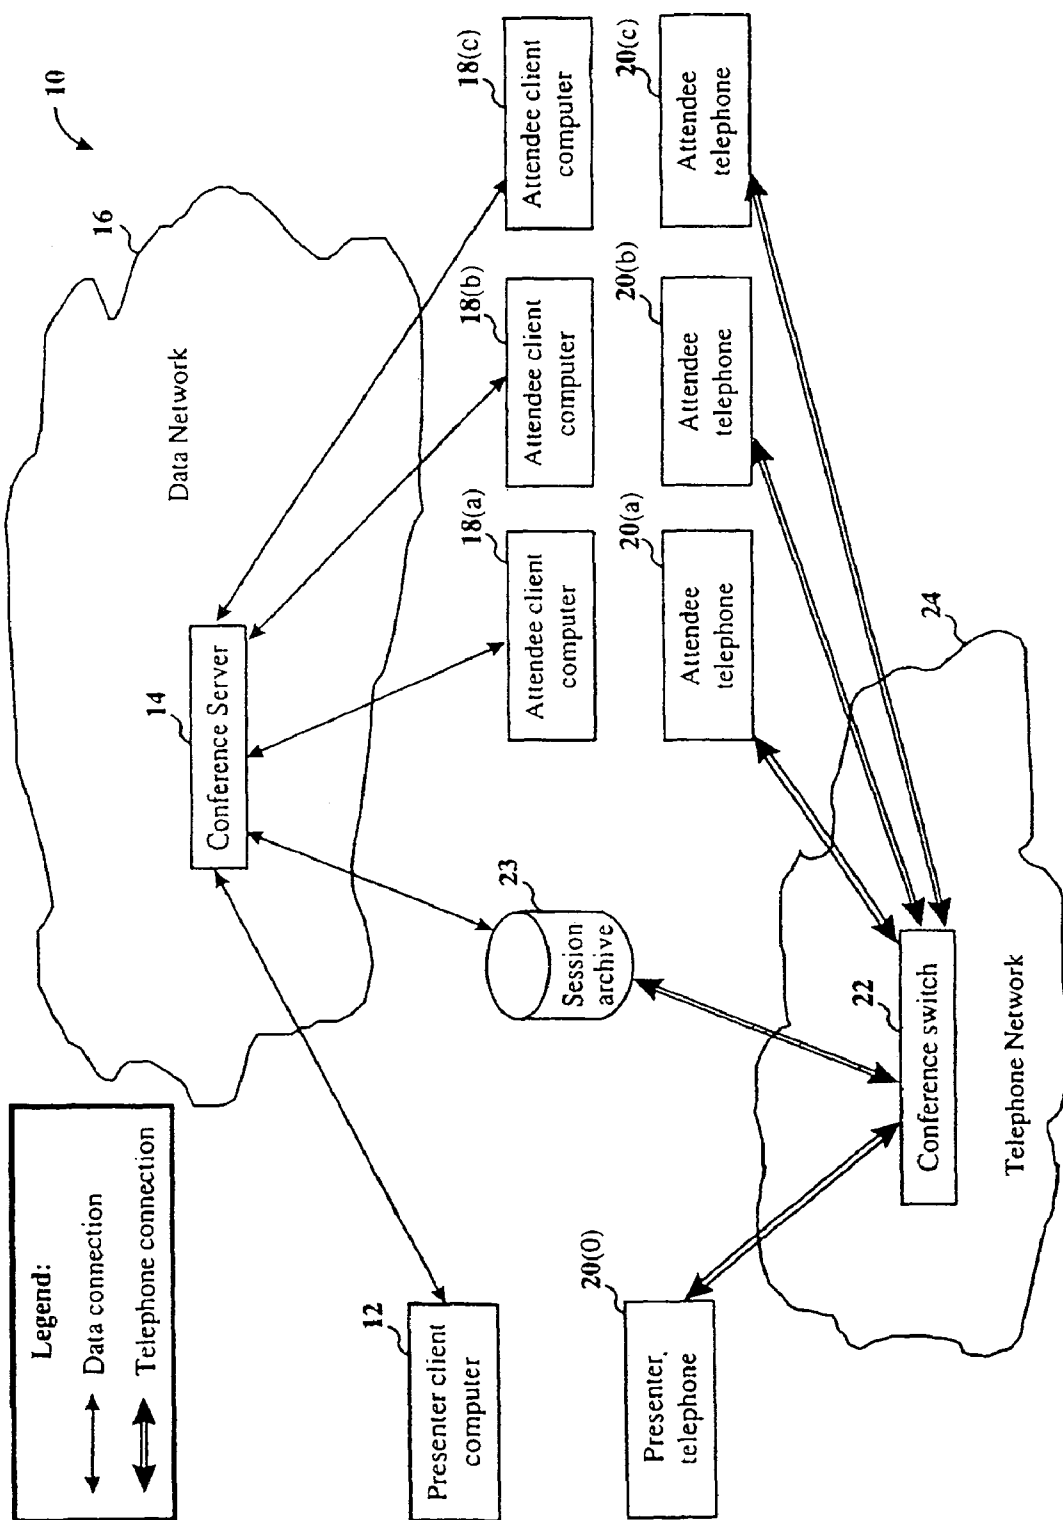 Legend:
Data connection
Telephone connection
10
16
Data Network
14
Conference Server
12
Presenter client
computer
23
Session
archive
18(a)
Attendee client
computer
18(b)
Attendee client
computer
18(c)
Attendee client
computer
20(0)
Presenter
telephone
20(a)
Attendee
telephone
20(b)
Attendee
telephone
20(c)
Attendee
telephone
22
Conference switch
24
Telephone Network